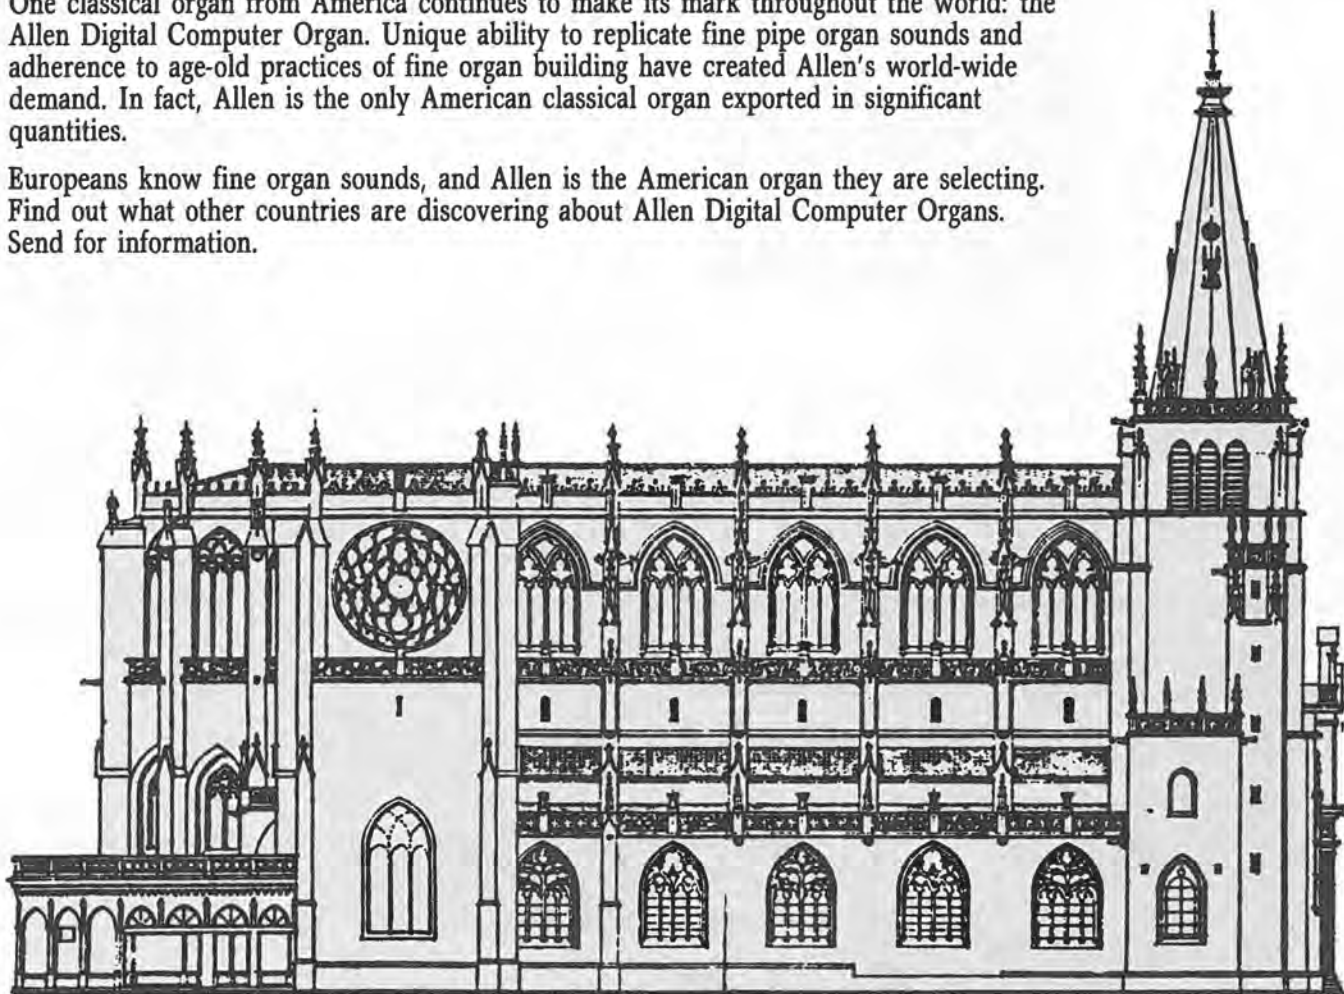 One classical organ from America continues to make its mark throughout the world: the
Allen Digital Computer Organ. Unique ability to replicate fine pipe organ sounds and
adherence to age-old practices of fine organ building have created Allen's world-wide
demand. In fact, Allen is the only American classical organ exported in significant
quantities.
Europeans know fine organ sounds, and Allen is the American organ they are selecting.
Find out what other countries are discovering about Allen Digital Computer Organs.
Send for information.